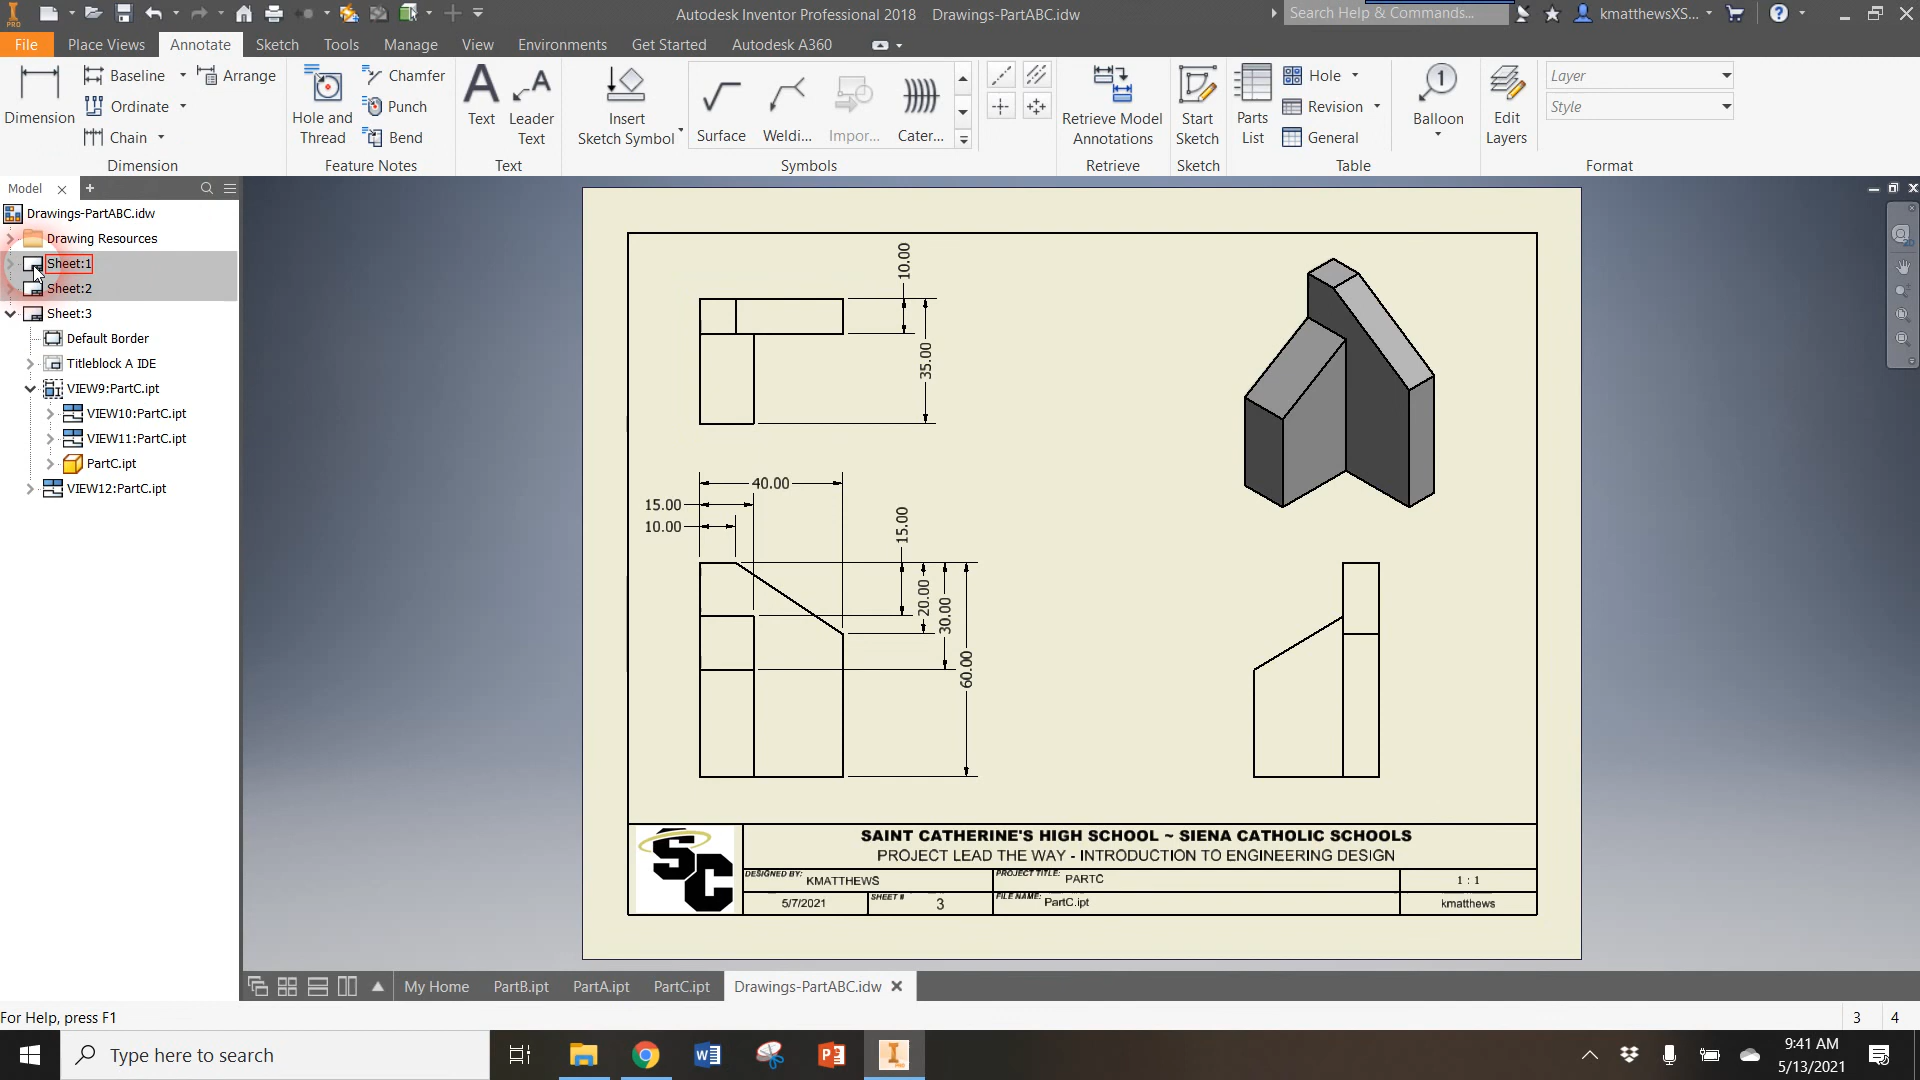 Autodesk Inventor Professional 2018 Drawings-PartABC.idw
Search Help & Commands...
kmatthewsXS...
File Place Views Annotate Sketch Tools Manage View Environments Get Started Autodesk A360
Dimension
Baseline
Ordinate
Chain
Arrange
Dimension
Hole and
Thread
Chamfer
Punch
Bend
Feature Notes
Text
Leader
Text
Text
Insert
Sketch Symbol
Surface Weldi... Impor... Cater...
Symbols
Retrieve Model
Annotations
Retrieve
Start
Sketch
Sketch
Parts
List
Hole
Revision
General
Table
Balloon
Edit
Layers
Layer
Style
Format
Model
Drawings-PartABC.idw
Drawing Resources
Sheet:1
Sheet:2
Sheet:3
Default Border
Titleblock A IDE
VIEW9:PartC.ipt
VIEW10:PartC.ipt
VIEW11:PartC.ipt
PartC.ipt
VIEW12:PartC.ipt
10.00
35.00
40.00
15.00
10.00
15.00
20.00
30.00
60.00
SC
SAINT CATHERINE'S HIGH SCHOOL ~ SIENA CATHOLIC SCHOOLS
PROJECT LEAD THE WAY - INTRODUCTION TO ENGINEERING DESIGN
DESIGNED BY: KMATTHEWS
PROJECT TITLE: PARTC
1 : 1
5/7/2021
SHEET # 3
FILE NAME: PartC.ipt
kmatthews
My Home PartB.ipt PartA.ipt PartC.ipt Drawings-PartABC.idw
For Help, press F1
3 4
Type here to search
9:41 AM
5/13/2021